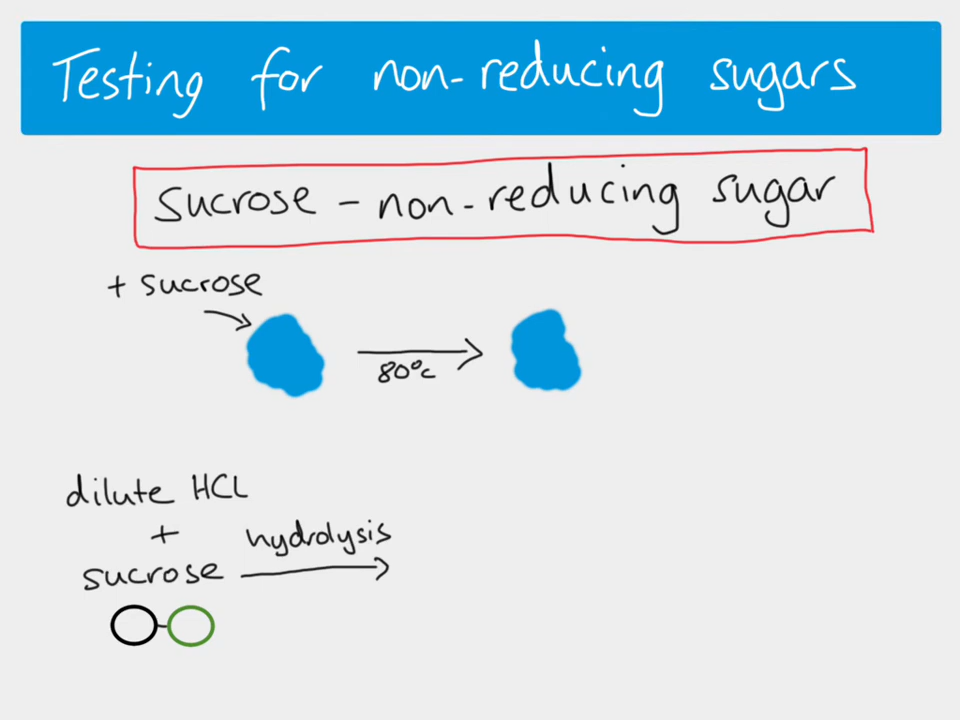 Testing for non-reducing sugars
Sucrose - non-reducing sugar
+ sucrose
80°c
dilute HCL
+
sucrose
hydrolysis